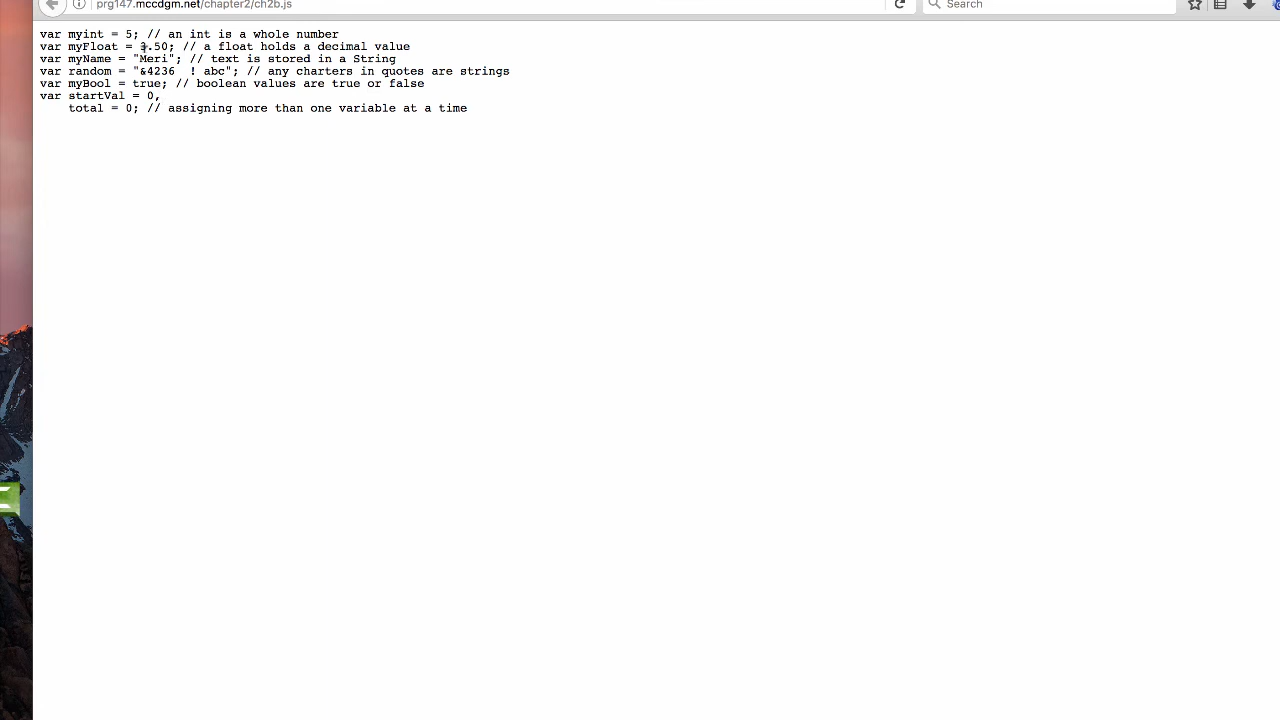 prg147.mccdgm.net/chapter2/ch2b.js
Search
var myint = 5; // an int is a whole number
var myFloat = .50; // a float holds a decimal value
var myName = "Meri"; // text is stored in a String
var random = "&4236  ! abc"; // any charters in quotes are strings
var myBool = true; // boolean values are true or false
var startVal = 0,
    total = 0; // assigning more than one variable at a time